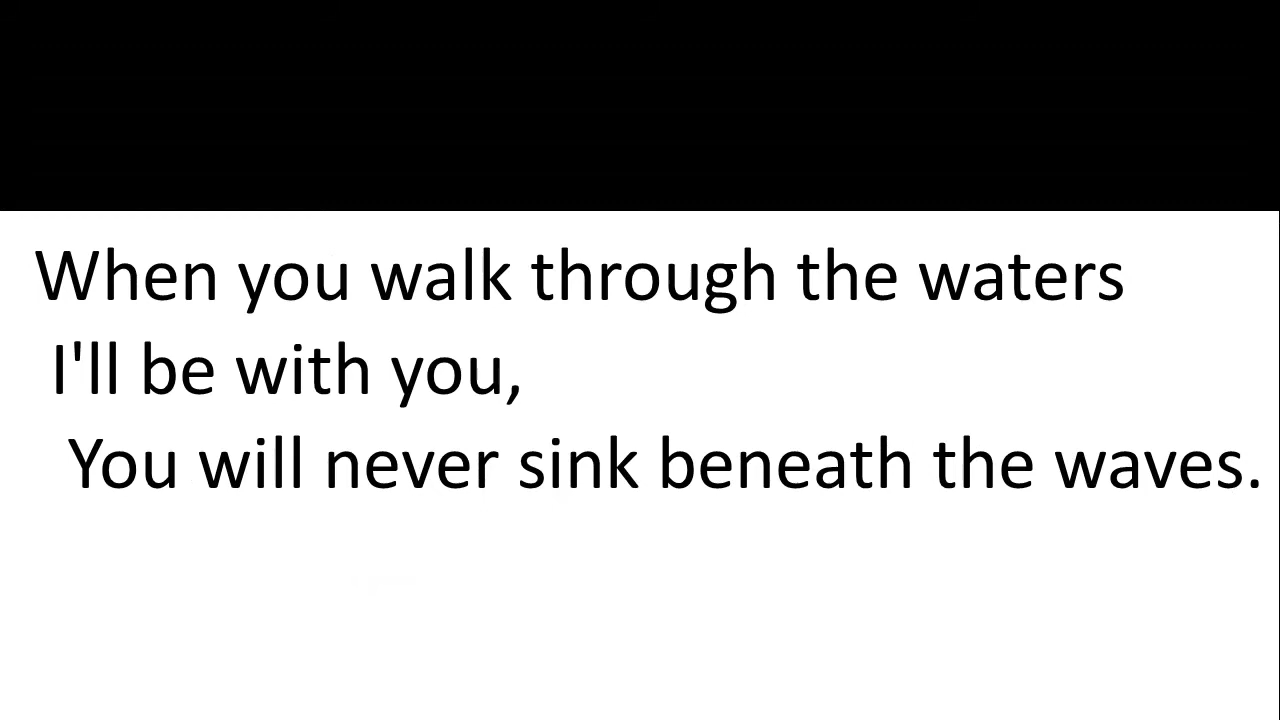 When you walk through the waters
I'll be with you,
You will never sink beneath the waves.